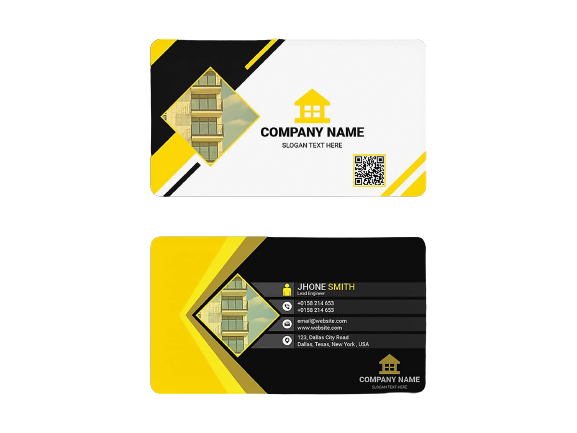 COMPANY NAME
SLOGAN TEXT HERE
JHONE SMITH
Lead Engineer
+0158 214 653
+0158 214 653
email@website.com
www.website.com
123, Dallas City Road
Dallas, Texas, New York , USA
COMPANY NAME
SLOGAN TEXT HERE